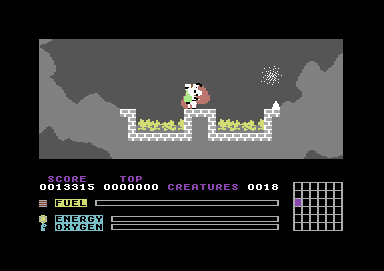 SCORE TOP
0013315 0000000 CREATURES 0018
FUEL
ENERGY
OXYGEN